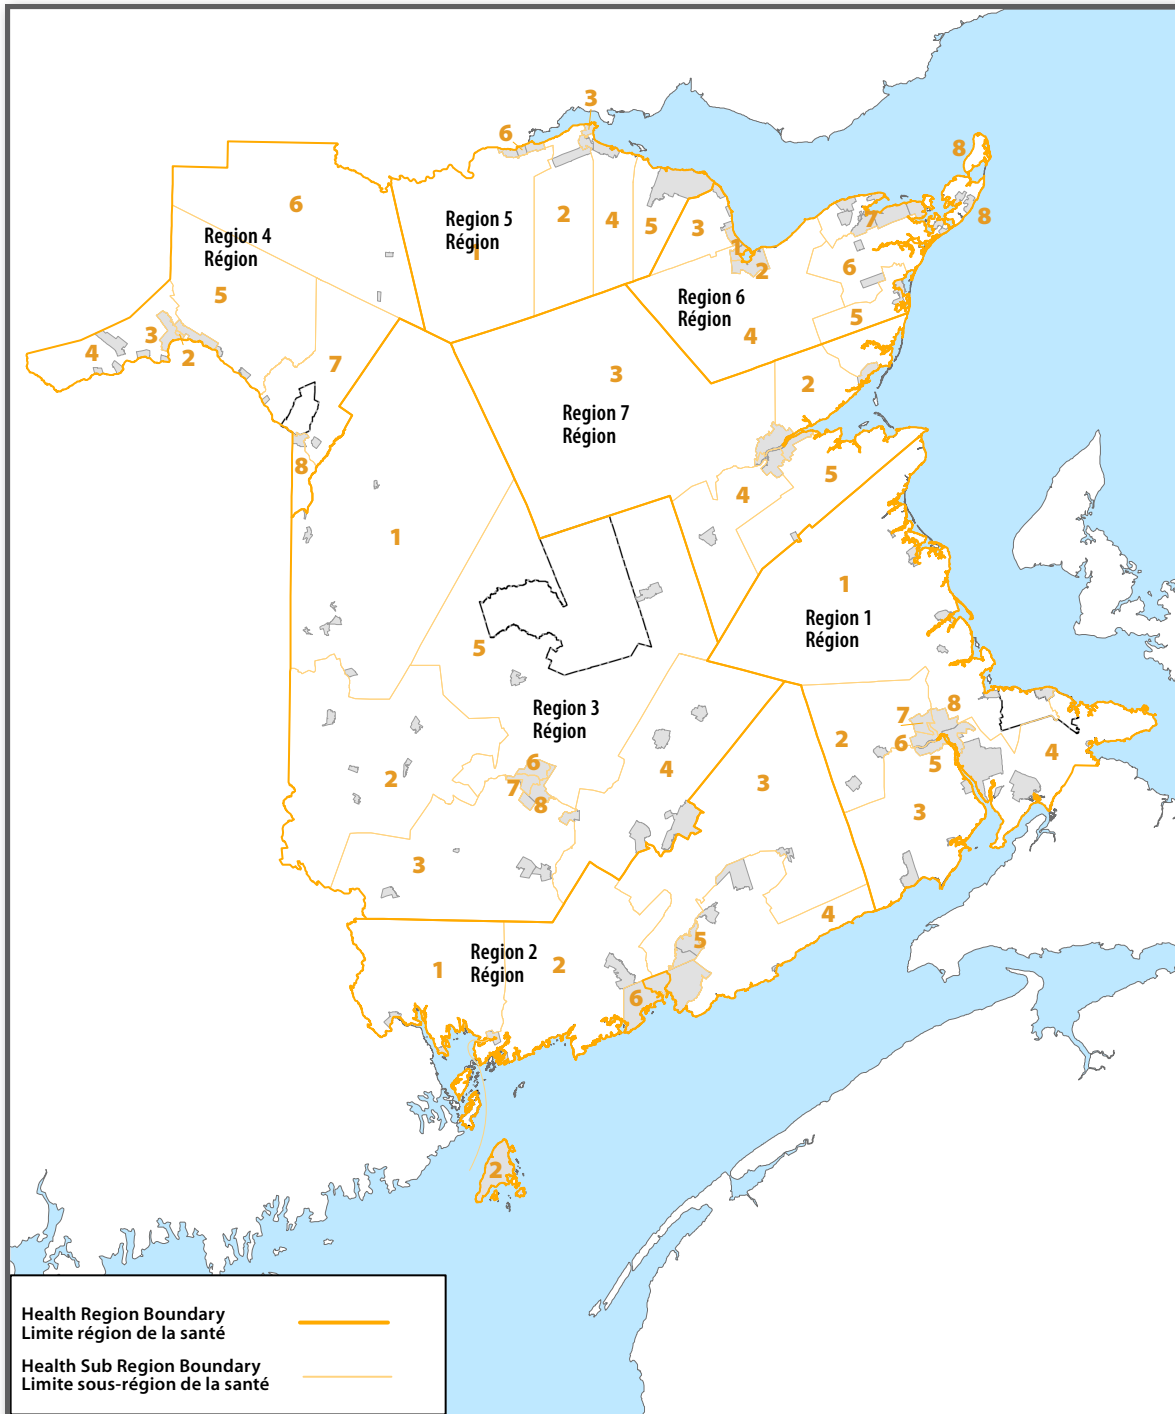 3
6
8
6
Region 5
Région
1
2
4
5
3
1
2
7
8
Region 4
Région
5
6
Region 6
Région
4
5
4
3
2
7
3
2
Region 7
Région
8
4
5
1
1
Region 1
Région
5
Region 3
Région
6
7
8
2
4
3
2
7
8
6
5
4
3
3
4
5
Region 2
Région
1
2
6
2
Health Region Boundary
Limite région de la santé
Health Sub Region Boundary
Limite sous-région de la santé